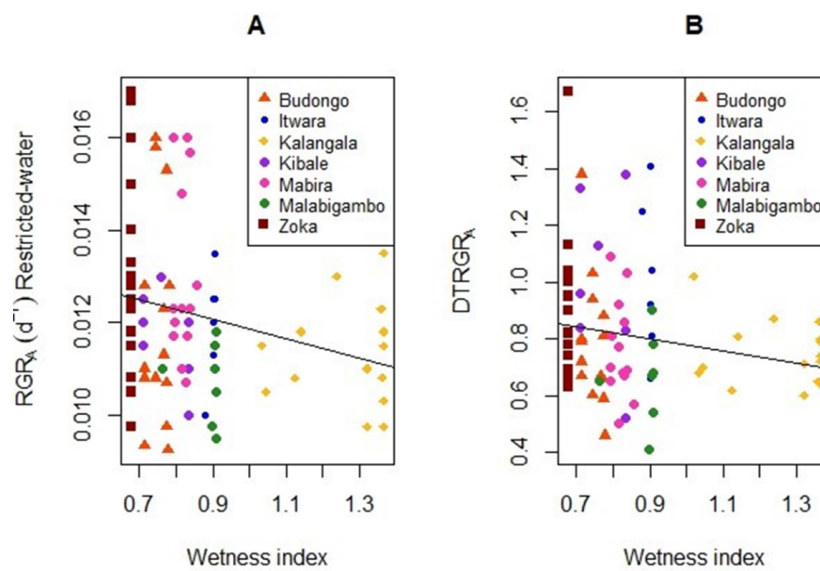 A
RGR_A (d⁻¹) Restricted-water
0.016
0.014
0.012
0.010
Budongo
Itwara
Kalangala
Kibale
Mabira
Malabigambo
Zoka
0.7 0.9 1.1 1.3
Wetness index
B
DTRGR_A
1.6
1.4
1.2
1.0
0.8
0.6
0.4
Budongo
Itwara
Kalangala
Kibale
Mabira
Malabigambo
Zoka
0.7 0.9 1.1 1.3
Wetness index